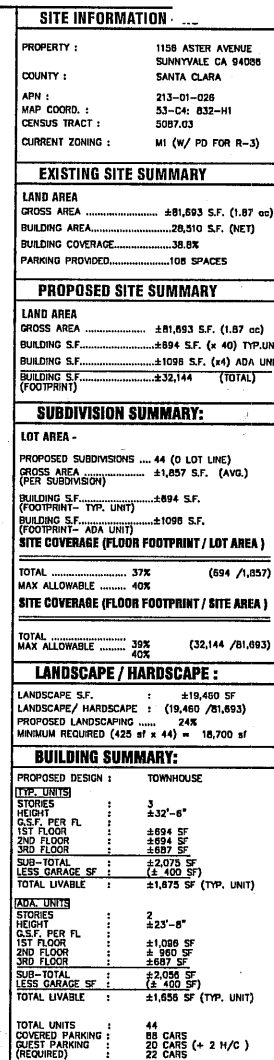 SITE INFORMATION
PROPERTY : 1156 ASTER AVENUE
SUNNYVALE CA 94086
COUNTY : SANTA CLARA
APN : 213-01-026
MAP COORD. : 53-C4: 832-H1
CENSUS TRACT : 5087.03
CURRENT ZONING : M1 (W/ PD FOR R-3)
EXISTING SITE SUMMARY
LAND AREA
GROSS AREA ..................... ±81,693 S.F. (1.87 ac)
BUILDING AREA.....................28,510 S.F. (NET)
BUILDING COVERAGE.................38.8%
PARKING PROVIDED..................108 SPACES
PROPOSED SITE SUMMARY
LAND AREA
GROSS AREA ................. ±81,693 S.F. (1.87 ac)
BUILDING S.F.....................±694 S.F. (x 40) TYP.UN
BUILDING S.F.....................±1096 S.F. (x4) ADA UNI
BUILDING S.F.....................±32,144 (TOTAL)
(FOOTPRINT)
SUBDIVISION SUMMARY:
LOT AREA -
PROPOSED SUBDIVISIONS .... 44 (0 LOT LINE)
GROSS AREA ................. ±1,857 S.F. (AVG.)
(PER SUBDIVISION)
BUILDING S.F.....................±694 S.F.
(FOOTPRINT- TYP. UNIT)
BUILDING S.F.....................±1096 S.F.
(FOOTPRINT- ADA UNIT)
SITE COVERAGE (FLOOR FOOTPRINT / LOT AREA )
TOTAL ..................... 37% (694 /1,857)
MAX ALLOWABLE ......... 40%
SITE COVERAGE (FLOOR FOOTPRINT / SITE AREA )
TOTAL ..................... 39% (32,144 /81,693)
MAX ALLOWABLE ......... 40%
LANDSCAPE / HARDSCAPE :
LANDSCAPE S.F. : ±19,460 SF
LANDSCAPE/ HARDSCAPE : (19,460 /81,693)
PROPOSED LANDSCAPING ...... 24%
MINIMUM REQUIRED (425 sf x 44) = 18,700 sf
BUILDING SUMMARY:
PROPOSED DESIGN : TOWNHOUSE
TYP. UNITS
STORIES : 3
HEIGHT : ±32'-6"
G.S.F. PER FL :
1ST FLOOR : ±694 SF
2ND FLOOR : ±694 SF
3RD FLOOR : ±687 SF
SUB-TOTAL : ±2,075 SF
LESS GARAGE SF : (± 400 SF)
TOTAL LIVABLE : ±1,675 SF (TYP. UNIT)
ADA. UNITS
STORIES : 2
HEIGHT : ±23'-8"
G.S.F. PER FL :
1ST FLOOR : ±1,096 SF
2ND FLOOR : ± 960 SF
3RD FLOOR : ±687 SF
SUB-TOTAL : ±2,056 SF
LESS GARAGE SF : (± 400 SF)
TOTAL LIVABLE : ±1,656 SF (TYP. UNIT)
TOTAL UNITS : 44
COVERED PARKING : 88 CARS
GUEST PARKING : 20 CARS (+ 2 H/C )
(REQUIRED) : 22 CARS